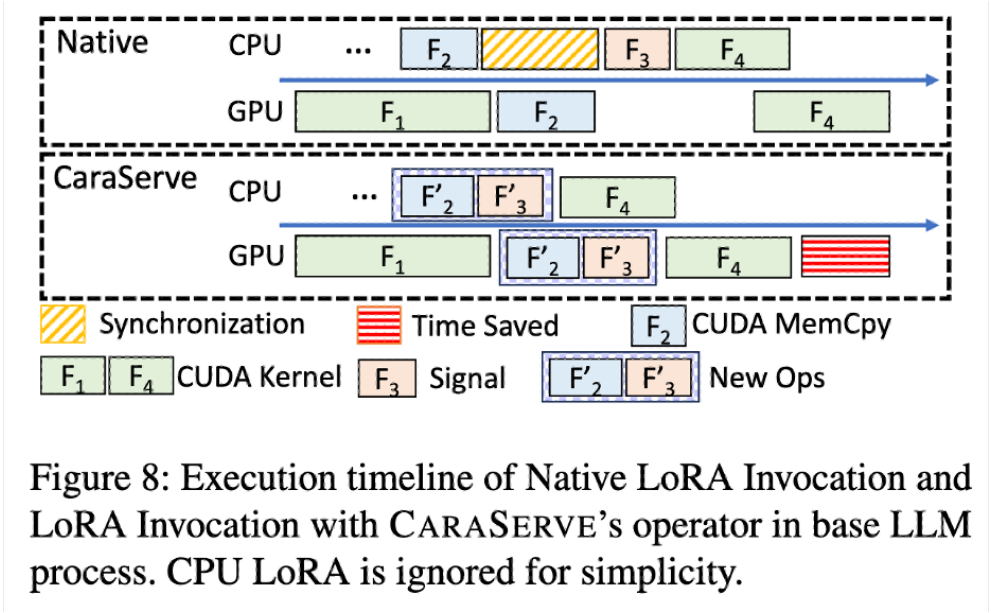 Native CPU ... F2 F3 F4
GPU F1 F2 F4
CaraServe CPU ... F'2 F'3 F4
GPU F1 F'2 F'3 F4
Synchronization Time Saved F2 CUDA MemCpy
F1 F4 CUDA Kernel F3 Signal F'2 F'3 New Ops
Figure 8: Execution timeline of Native LoRA Invocation and
LoRA Invocation with CARASERVE's operator in base LLM
process. CPU LoRA is ignored for simplicity.